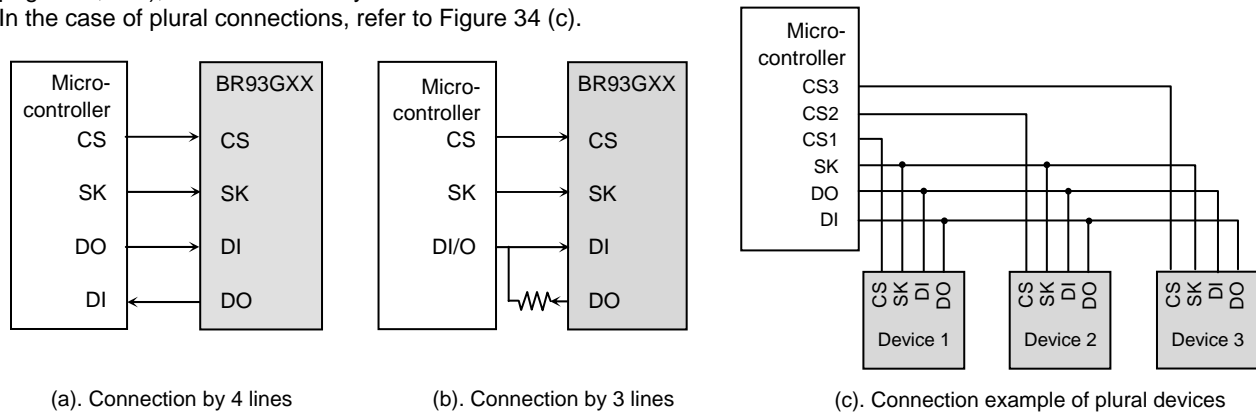 In the case of plural connections, refer to Figure 34 (c).
Micro-
controller
CS
SK
DO
DI
BR93GXX
CS
SK
DI
DO
(a). Connection by 4 lines
Micro-
controller
CS
SK
DI/O
BR93GXX
CS
SK
DI
DO
(b). Connection by 3 lines
Micro-
controller
CS3
CS2
CS1
SK
DO
DI
CS
SK
DI
DO
Device 1
CS
SK
DI
DO
Device 2
CS
SK
DI
DO
Device 3
(c). Connection example of plural devices